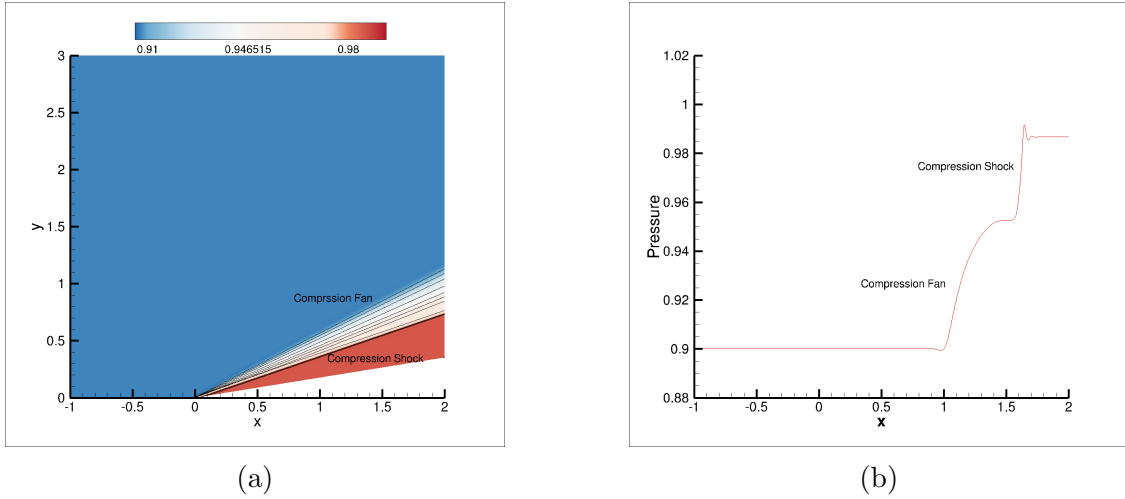 0.91 0.946515 0.98
3
2.5
2
1.5
1
0.5
0
y
Comprssion Fan
Compression Shock
-1 -0.5 0 0.5 1 1.5 2
x
(a)
1.02
1
0.98
0.96
0.94
0.92
0.9
0.88
Pressure
Compression Shock
Compression Fan
-1 -0.5 0 0.5 1 1.5 2
x
(b)